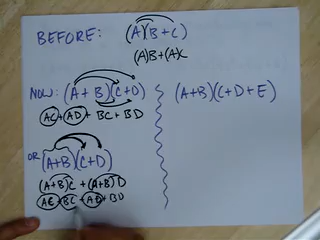 BEFORE: (A)(B+C)
(A)B+(A)C
NOW: (A+B)(C+D)
AC+AD+BC+BD
OR (A+B)(C+D)
(A+B)C+(A+B)D
AC+BC+AD+BD
(A+B)(C+D+E)